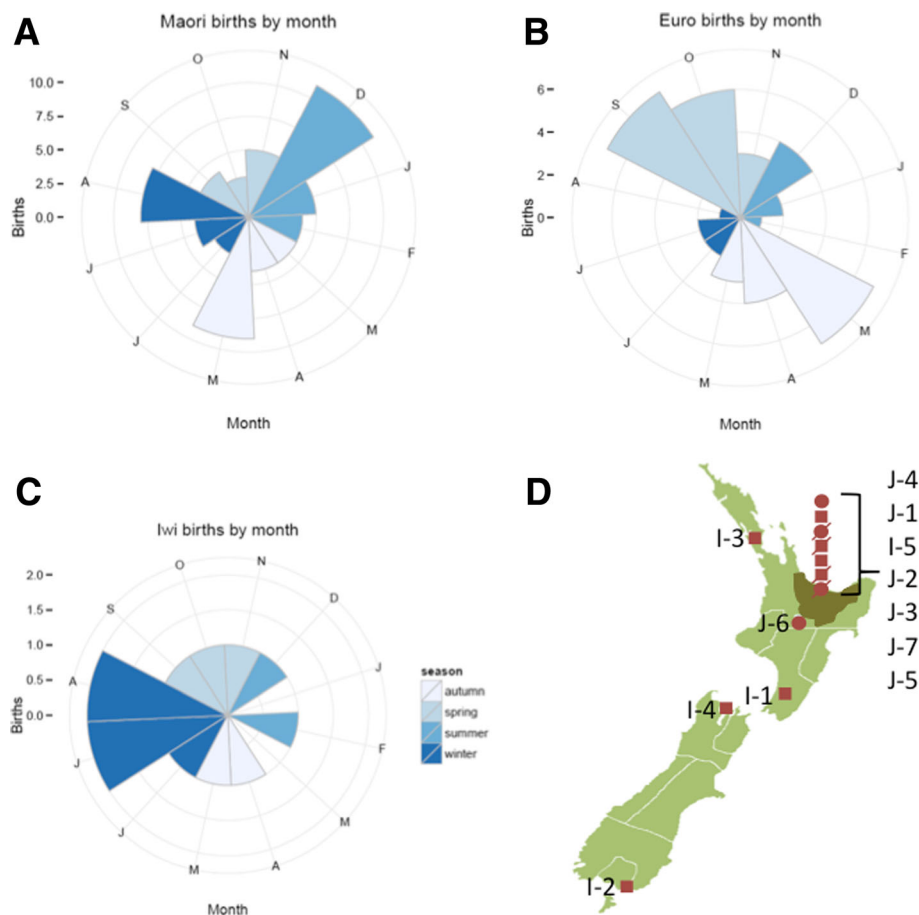 A
Maori births by month
Births
10.0
7.5
5.0
2.5
0.0
N
D
J
F
M
A
M
J
J
A
S
O
Month
B
Euro births by month
Births
6
4
2
0
N
D
J
F
M
A
M
J
J
A
S
O
Month
C
Iwi births by month
Births
2.0
1.5
1.0
0.5
0.0
N
D
J
F
M
A
M
J
J
A
S
O
Month
season
autumn
spring
summer
winter
D
J-4
J-1
I-5
J-2
J-3
J-7
J-5
I-3
J-6
I-1
I-4
I-2